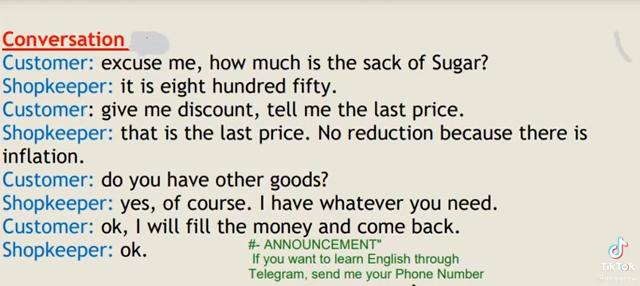 Conversation
Customer: excuse me, how much is the sack of Sugar?
Shopkeeper: it is eight hundred fifty.
Customer: give me discount, tell me the last price.
Shopkeeper: that is the last price. No reduction because there is
inflation.
Customer: do you have other goods?
Shopkeeper: yes, of course. I have whatever you need.
Customer: ok, I will fill the money and come back.
Shopkeeper: ok.
#- ANNOUNCEMENT"
If you want to learn English through
Telegram, send me your Phone Number
TikTok